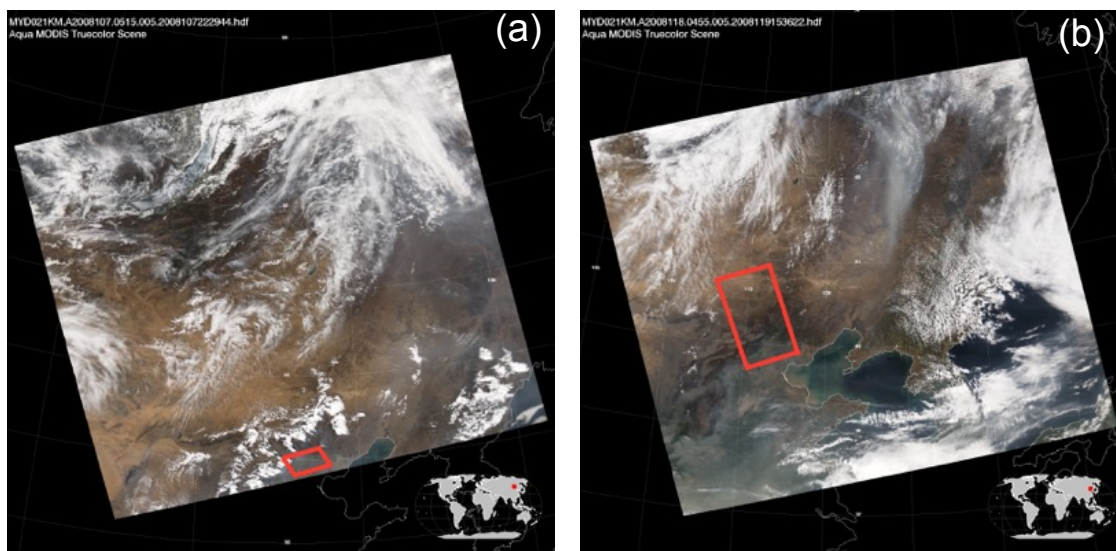 MYD021KM.A2008107.0515.005.2008107222944.hdf
Aqua MODIS Truecolor Scene
(a)
MYD021KM.A2008118.0455.005.2008119153622.hdf
Aqua MODIS Truecolor Scene
(b)